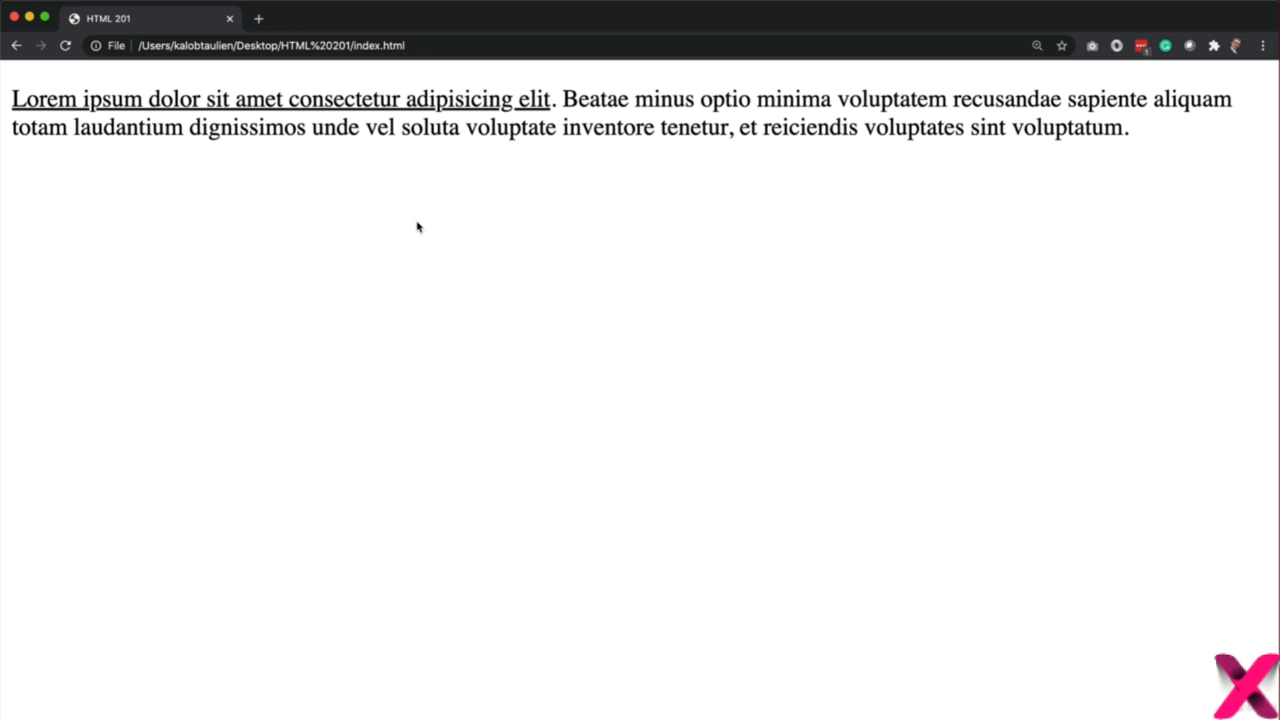 HTML 201
File /Users/kalobtaulien/Desktop/HTML%20201/index.html
Lorem ipsum dolor sit amet consectetur adipisicing elit. Beatae minus optio minima voluptatem recusandae sapiente aliquam
totam laudantium dignissimos unde vel soluta voluptate inventore tenetur, et reiciendis voluptates sint voluptatum.